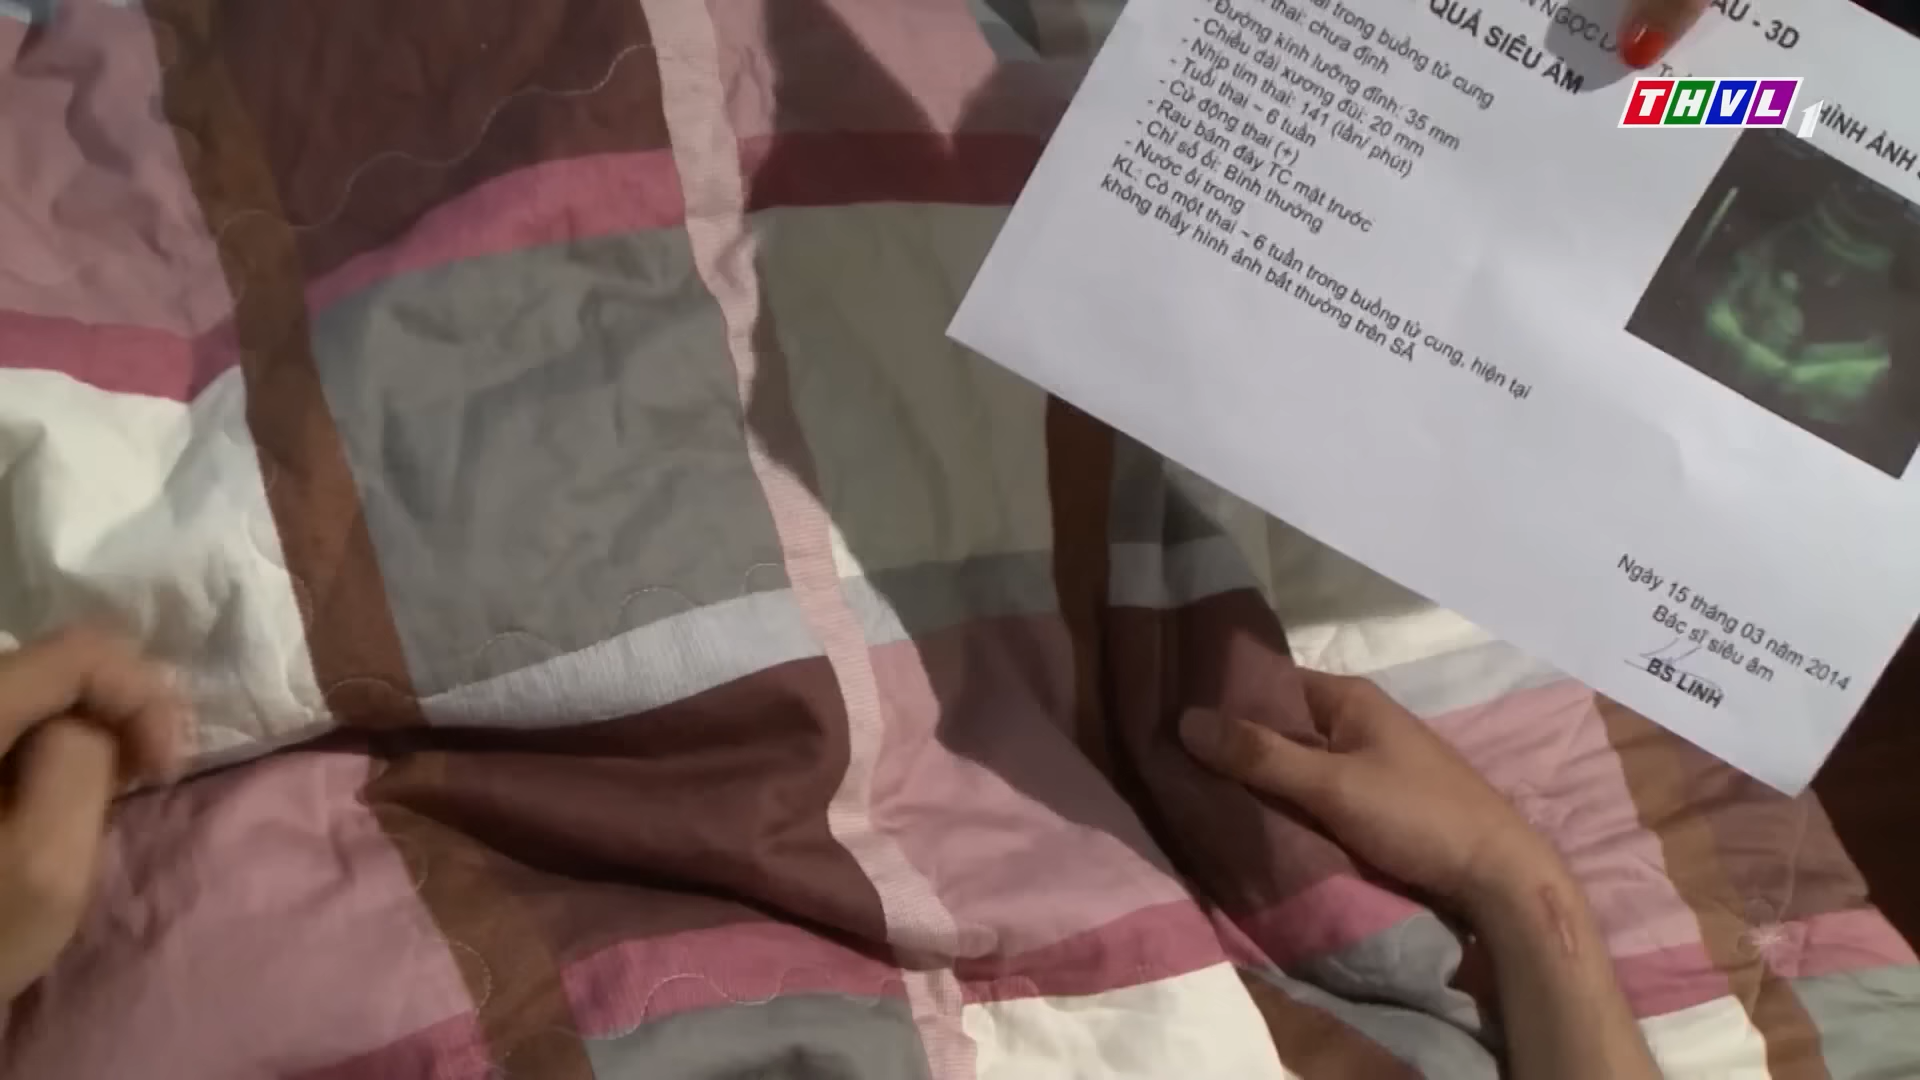 ÀU - 3D
N NGỌC L
QUẢ SIÊU ÂM
HÌNH ẢNH
THVL1
ai trong buồng tử cung
thai: chưa định
- Đường kính lưỡng đỉnh: 35 mm
- Chiều dài xương đùi: 20 mm
- Nhịp tim thai: 141 (lần/ phút)
- Tuổi thai ~ 6 tuần
- Cử động thai (+)
- Rau bám đáy TC mặt trước
- Chỉ số ối: Bình thường
- Nước ối trong
KL: Có một thai ~ 6 tuần trong buồng tử cung, hiện tại
không thấy hình ảnh bất thường trên SÂ
Ngày 15 tháng 03 năm 2014
Bác sĩ siêu âm
BS LINH